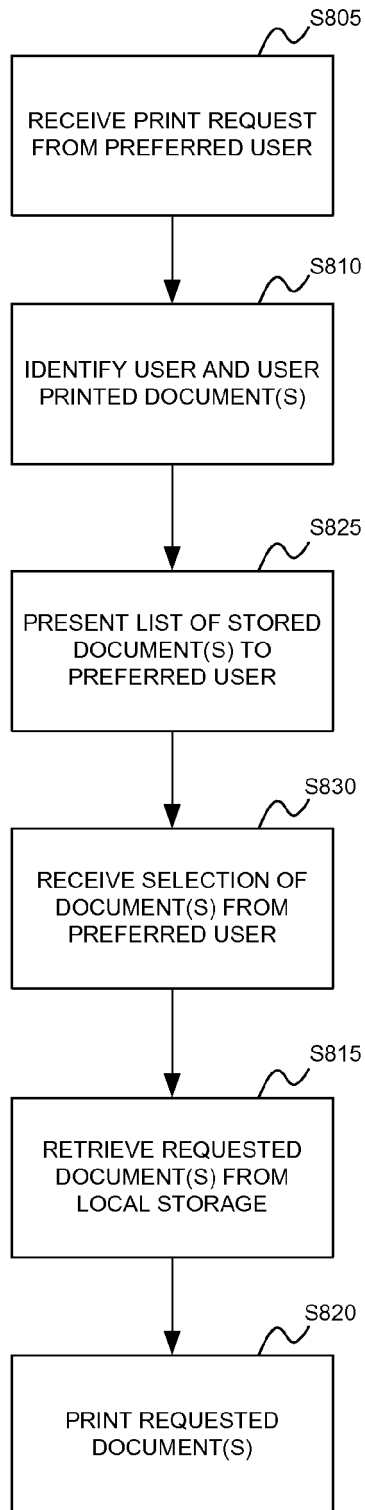 S805
RECEIVE PRINT REQUEST
FROM PREFERRED USER
S810
IDENTIFY USER AND USER
PRINTED DOCUMENT(S)
S825
PRESENT LIST OF STORED
DOCUMENT(S) TO
PREFERRED USER
S830
RECEIVE SELECTION OF
DOCUMENT(S) FROM
PREFERRED USER
S815
RETRIEVE REQUESTED
DOCUMENT(S) FROM
LOCAL STORAGE
S820
PRINT REQUESTED
DOCUMENT(S)